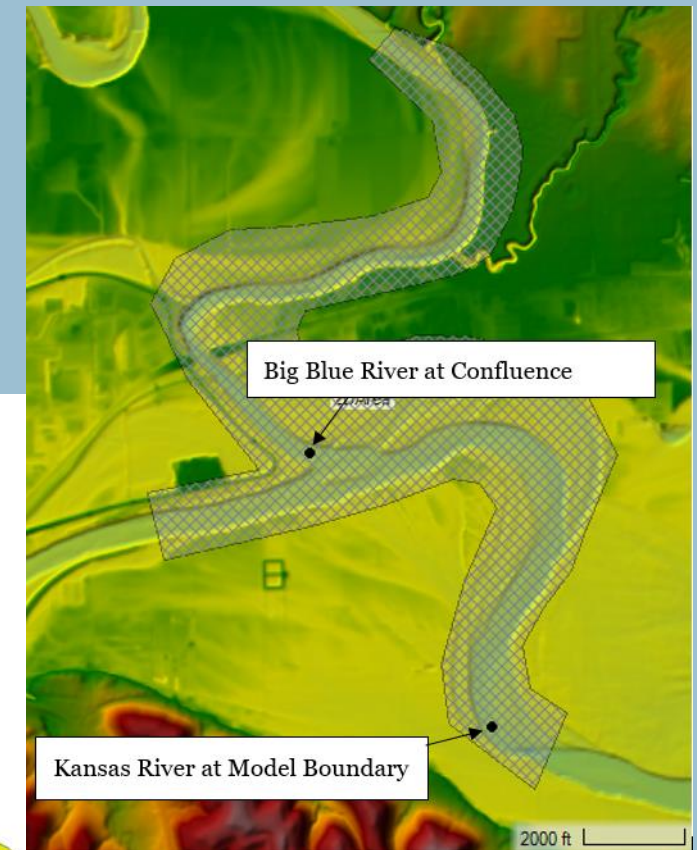 Big Blue River at Confluence
Kansas River at Model Boundary
2000 ft